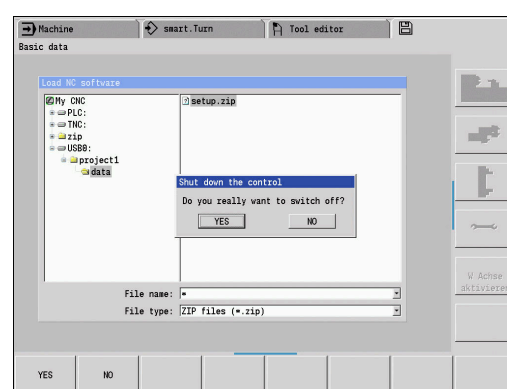 Machine
smart.Turn
Tool editor
Basic data
Load NC software
My CNC
PLC:
TNC:
zip
USB0:
project1
data
setup.zip
Shut down the control
Do you really want to switch off?
YES
NO
File name: *
File type: ZIP files (*.zip)
W Achse
aktivieren
YES
NO